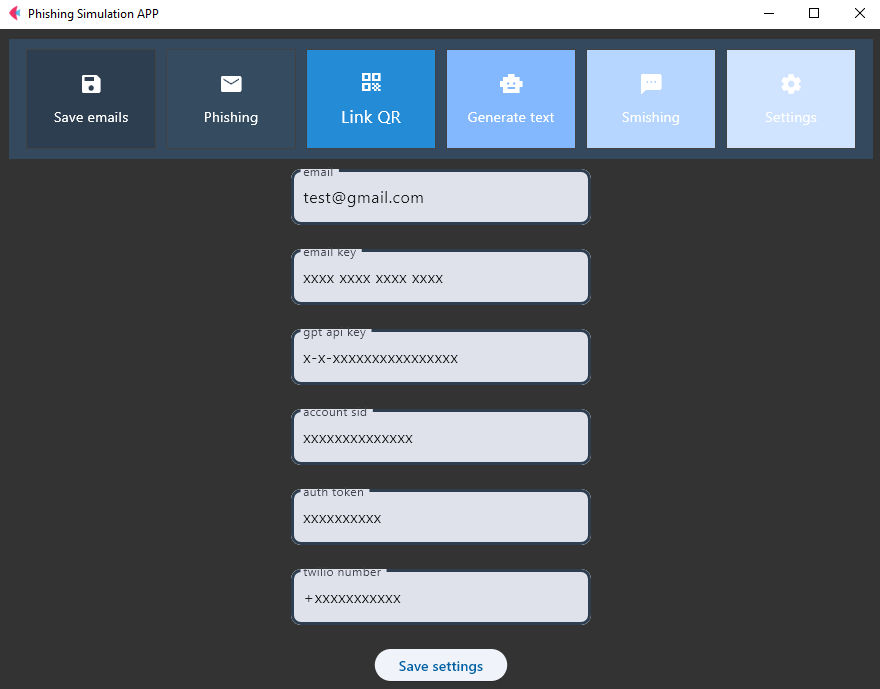 Phishing Simulation APP
Save emails
Phishing
Link QR
Generate text
Smishing
Settings
email
test@gmail.com
email key
xxxx xxxx xxxx xxxx
gpt api key
x-x-xxxxxxxxxxxxxxxx
account sid
xxxxxxxxxxxxxx
auth token
xxxxxxxxxx
twilio number
+xxxxxxxxxxx
Save settings